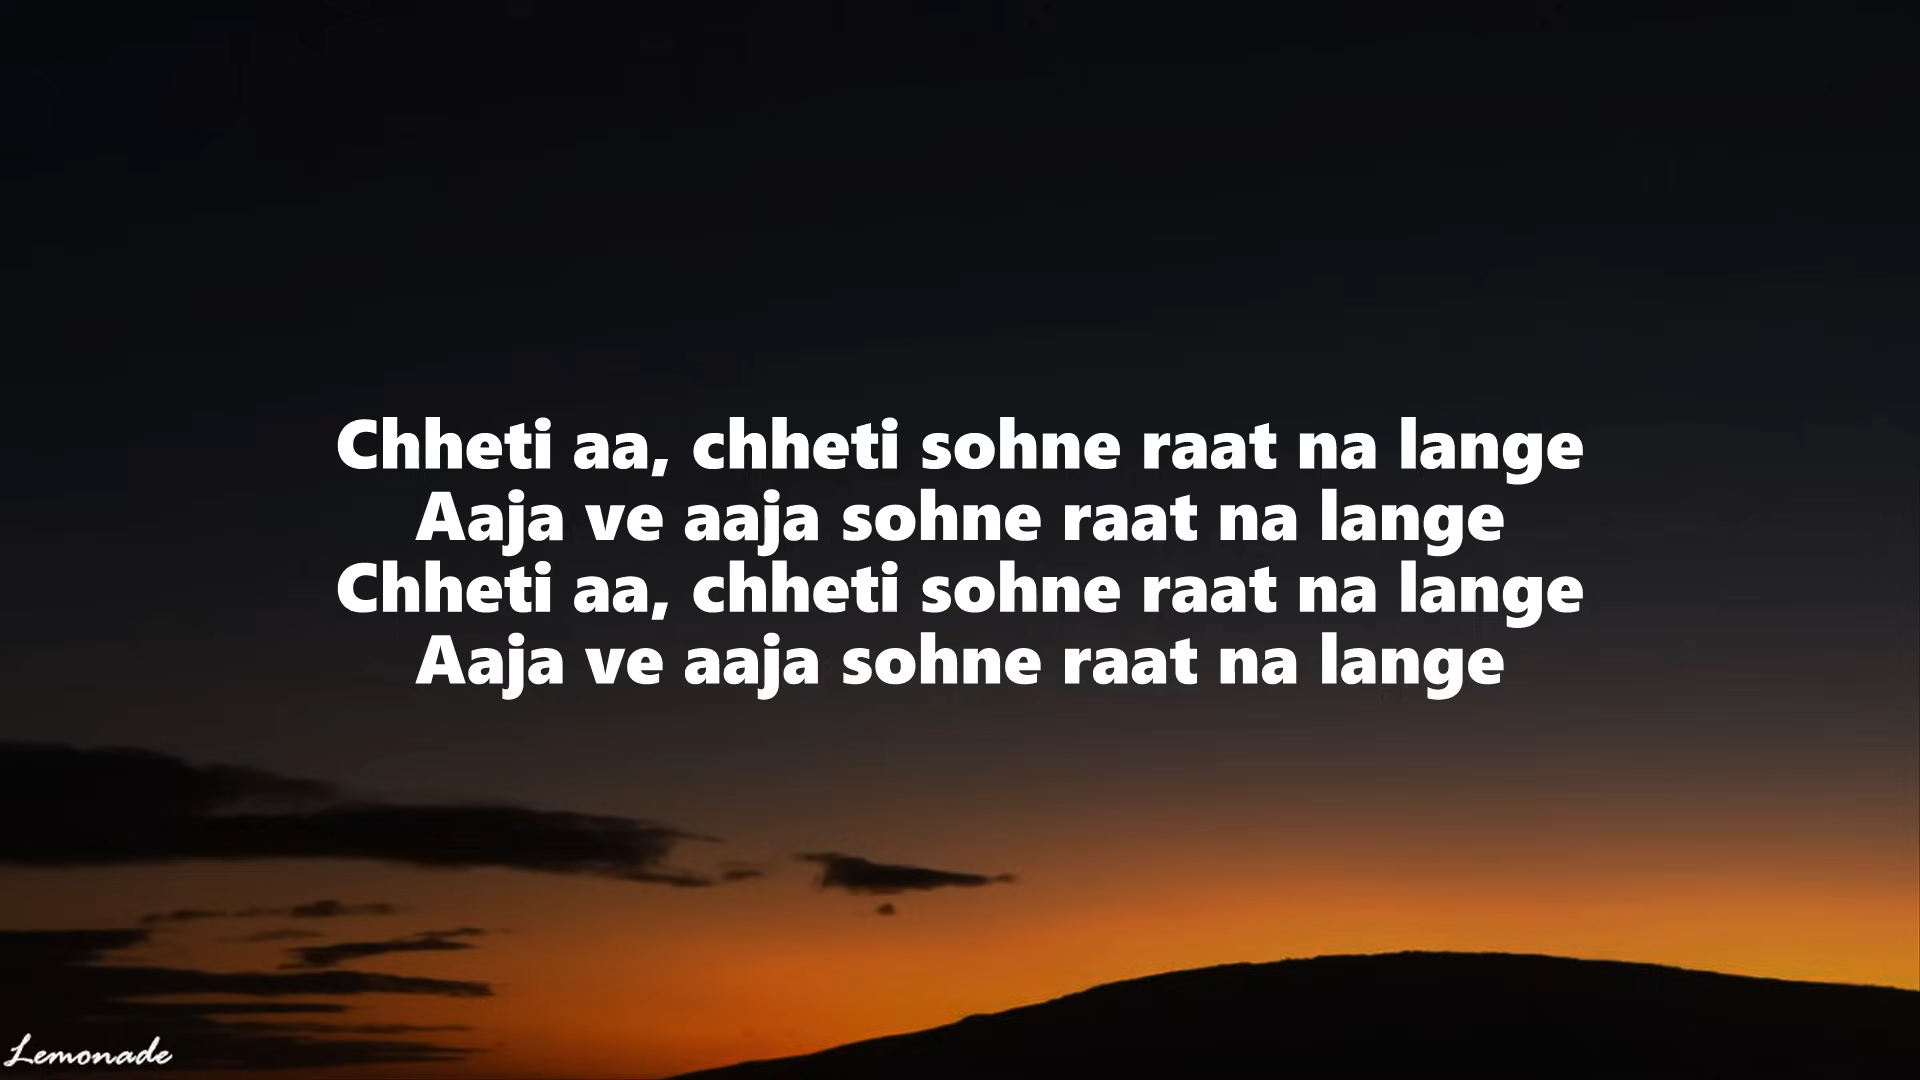 Chheti aa, chheti sohne raat na lange
Aaja ve aaja sohne raat na lange
Chheti aa, chheti sohne raat na lange
Aaja ve aaja sohne raat na lange
Lemonade